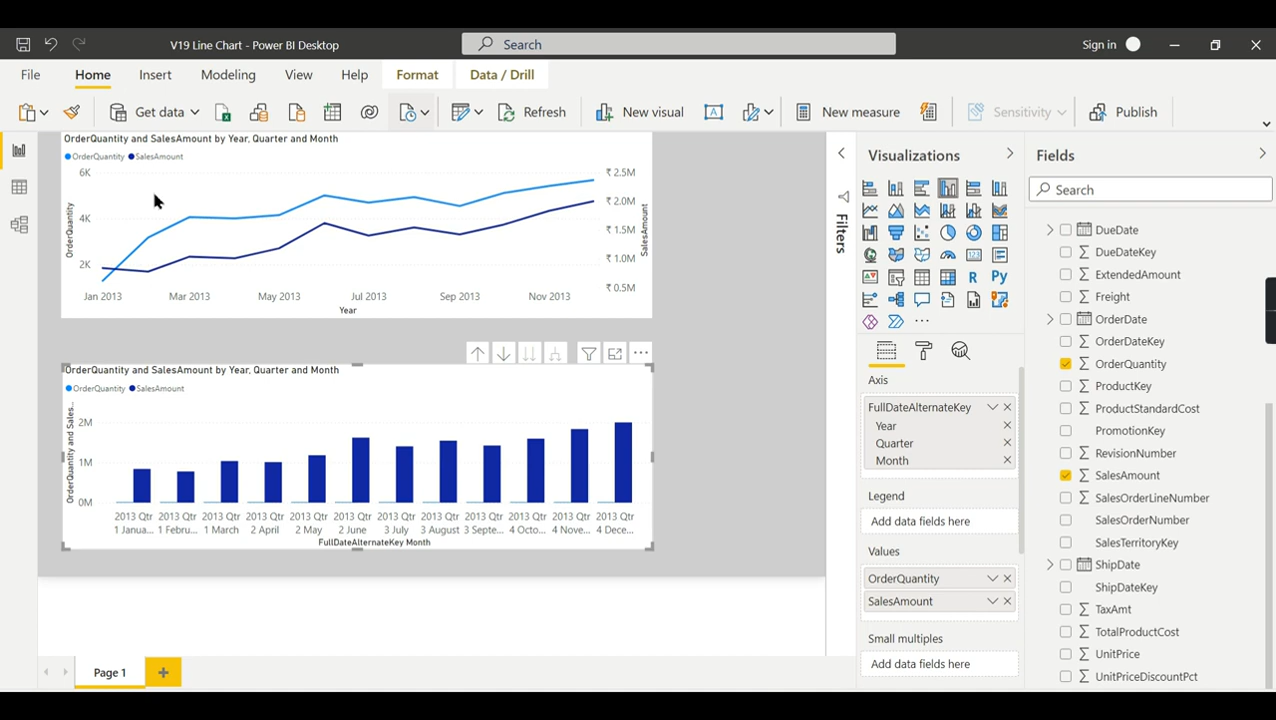 V19 Line Chart - Power BI Desktop
Search
Sign in
File
Home
Insert
Modeling
View
Help
Format
Data / Drill
Get data
Refresh
New visual
New measure
Sensitivity
Publish
OrderQuantity and SalesAmount by Year, Quarter and Month
OrderQuantity SalesAmount
6K
4K
2K
OrderQuantity
₹ 2.5M
₹ 2.0M
₹ 1.5M
₹ 1.0M
₹ 0.5M
SalesAmount
Jan 2013 Mar 2013 May 2013 Jul 2013 Sep 2013 Nov 2013
Year
OrderQuantity and SalesAmount by Year, Quarter and Month
OrderQuantity SalesAmount
2M
1M
0M
OrderQuantity and Sales...
2013 Qtr 2013 Qtr 2013 Qtr 2013 Qtr 2013 Qtr 2013 Qtr 2013 Qtr 2013 Qtr 2013 Qtr 2013 Qtr 2013 Qtr 2013 Qtr
1 Janua... 1 Febru... 1 March 2 April 2 May 2 June 3 July 3 August 3 Septe... 4 Octo... 4 Nove... 4 Dece...
FullDateAlternateKey Month
Page 1
Filters
Visualizations
R
Py
Axis
FullDateAlternateKey
Year
Quarter
Month
Legend
Add data fields here
Values
OrderQuantity
SalesAmount
Small multiples
Add data fields here
Fields
Search
DueDate
DueDateKey
ExtendedAmount
Freight
OrderDate
OrderDateKey
OrderQuantity
ProductKey
ProductStandardCost
PromotionKey
RevisionNumber
SalesAmount
SalesOrderLineNumber
SalesOrderNumber
SalesTerritoryKey
ShipDate
ShipDateKey
TaxAmt
TotalProductCost
UnitPrice
UnitPriceDiscountPct